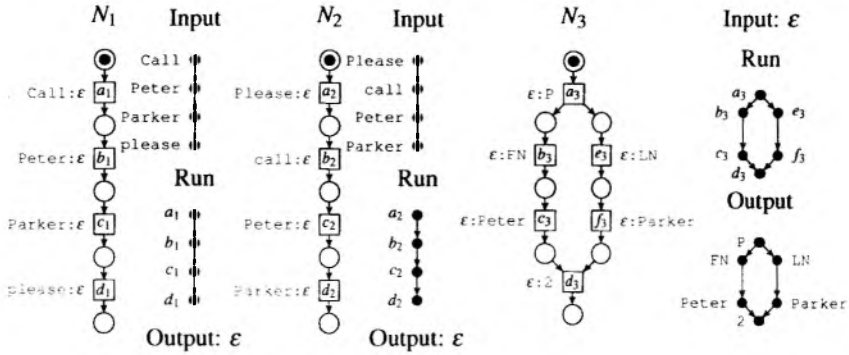 N1 Input N2 Input N3 Input: ε
Run
Call Please
Call:ε a1 Peter Please:ε a2 call ε:P a3 a3
Parker Peter b3 e3
please Parker
Peter:ε b1 call:ε b2 ε:FN b3 e3 ε:LN c3 f3
d3
Run Run
Output
Parker:ε c1 a1 Peter:ε c2 a2 ε:Peter c3 f3 ε:Parker
b1 b2 P
c1 c2 FN LN
please:ε d1 d1 Parker:ε d2 d2 ε:2 d3 Peter Parker
2
Output: ε Output: ε